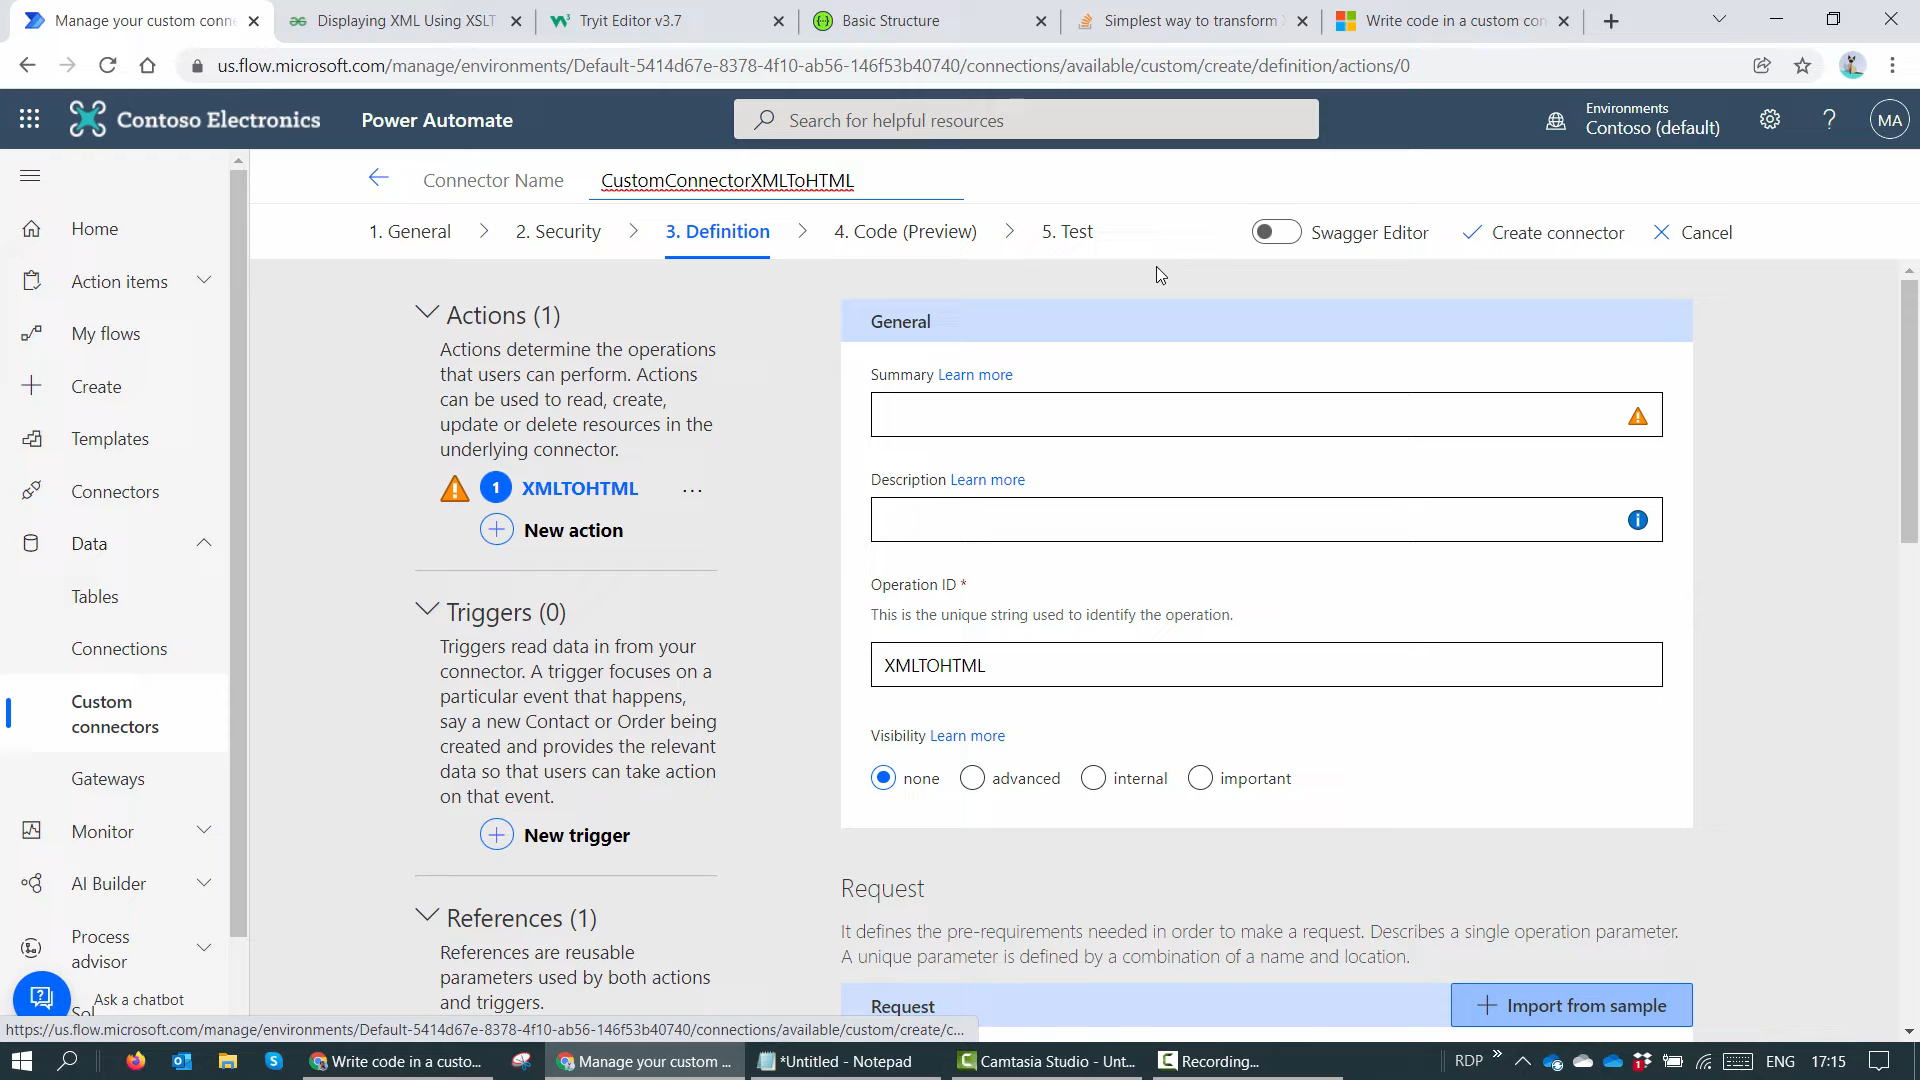 Manage your custom conne
Displaying XML Using XSLT
Tryit Editor v3.7
Basic Structure
Simplest way to transform
Write code in a custom con
us.flow.microsoft.com/manage/environments/Default-5414d67e-8378-4f10-ab56-146f53b40740/connections/available/custom/create/definition/actions/0
Contoso Electronics
Power Automate
Search for helpful resources
Environments
Contoso (default)
MA
Connector Name
CustomConnectorXMLToHTML
1. General
2. Security
3. Definition
4. Code (Preview)
5. Test
Swagger Editor
Create connector
Cancel
Home
Action items
My flows
Create
Templates
Connectors
Data
Tables
Connections
Custom
connectors
Gateways
Monitor
AI Builder
Process
advisor
Sol
Ask a chatbot
Actions (1)
Actions determine the operations
that users can perform. Actions
can be used to read, create,
update or delete resources in the
underlying connector.
1 XMLTOHTML ...
New action
Triggers (0)
Triggers read data in from your
connector. A trigger focuses on a
particular event that happens,
say a new Contact or Order being
created and provides the relevant
data so that users can take action
on that event.
New trigger
References (1)
References are reusable
parameters used by both actions
and triggers.
General
Summary Learn more
Description Learn more
Operation ID *
This is the unique string used to identify the operation.
XMLTOHTML
Visibility Learn more
none advanced internal important
Request
It defines the pre-requirements needed in order to make a request. Describes a single operation parameter.
A unique parameter is defined by a combination of a name and location.
Request
Import from sample
https://us.flow.microsoft.com/manage/environments/Default-5414d67e-8378-4f10-ab56-146f53b40740/connections/available/custom/create/c...
Write code in a custo...
Manage your custom ...
*Untitled - Notepad
Camtasia Studio - Unt...
Recording...
RDP
ENG
17:15